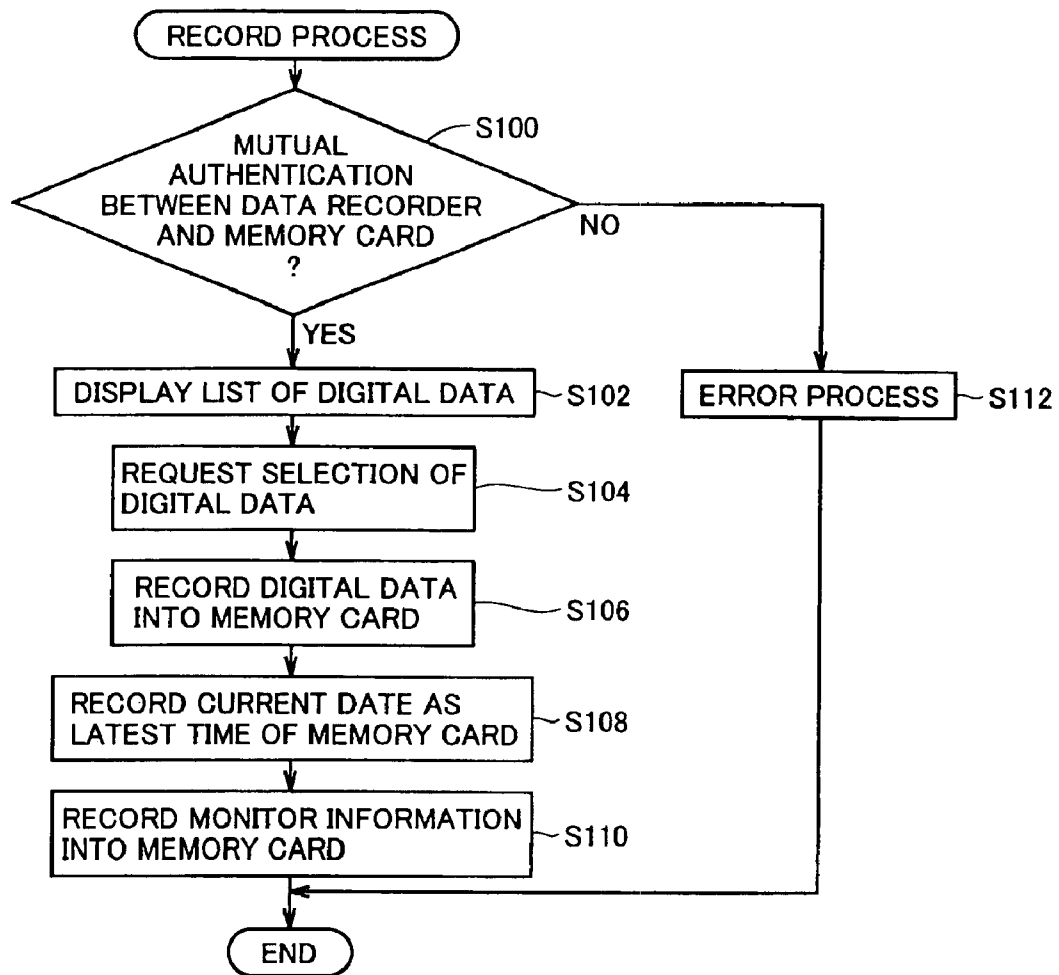 RECORD PROCESS
S100
MUTUAL
AUTHENTICATION
BETWEEN DATA RECORDER
AND MEMORY CARD
?
NO
YES
DISPLAY LIST OF DIGITAL DATA
S102
ERROR PROCESS
S112
REQUEST SELECTION OF
DIGITAL DATA
S104
RECORD DIGITAL DATA
INTO MEMORY CARD
S106
RECORD CURRENT DATE AS
LATEST TIME OF MEMORY CARD
S108
RECORD MONITOR INFORMATION
INTO MEMORY CARD
S110
END